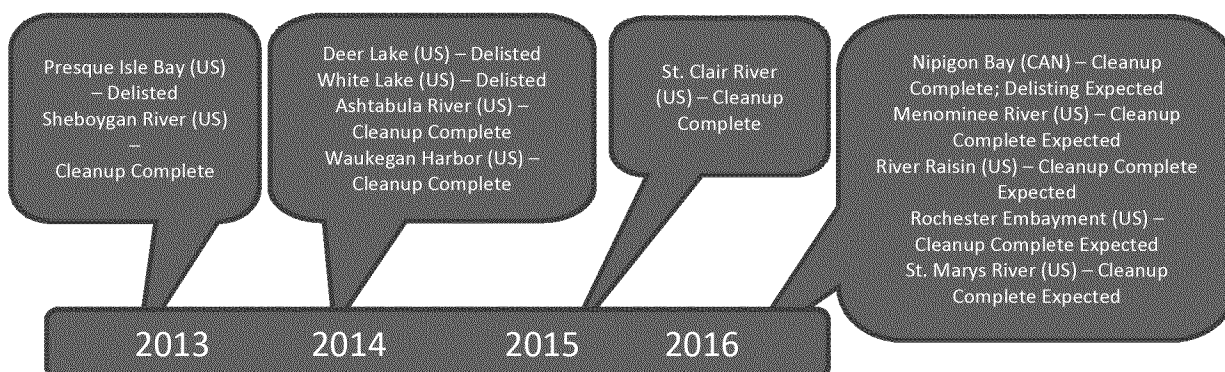 Presque Isle Bay (US)
– Delisted
Sheboygan River (US)
–
Cleanup Complete
Deer Lake (US) – Delisted
White Lake (US) – Delisted
Ashtabula River (US) –
Cleanup Complete
Waukegan Harbor (US) –
Cleanup Complete
St. Clair River
(US) – Cleanup
Complete
Nipigon Bay (CAN) – Cleanup
Complete; Delisting Expected
Menominee River (US) – Cleanup
Complete Expected
River Raisin (US) – Cleanup Complete
Expected
Rochester Embayment (US) –
Cleanup Complete Expected
St. Marys River (US) – Cleanup
Complete Expected
2013 2014 2015 2016